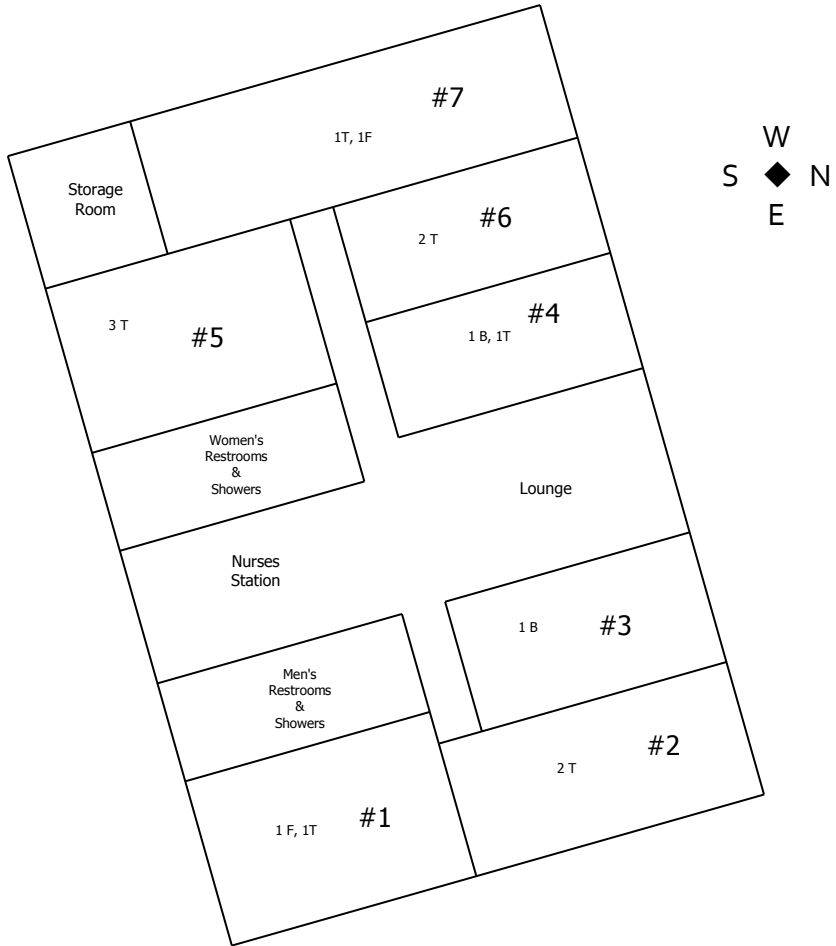 #7
1T, 1F
W
S N
E
Storage
Room
#6
2 T
#4
1 B, 1T
3 T
#5
Women's
Restrooms
&
Showers
Lounge
Nurses
Station
1 B
#3
Men's
Restrooms
&
Showers
#2
2 T
1 F, 1T
#1